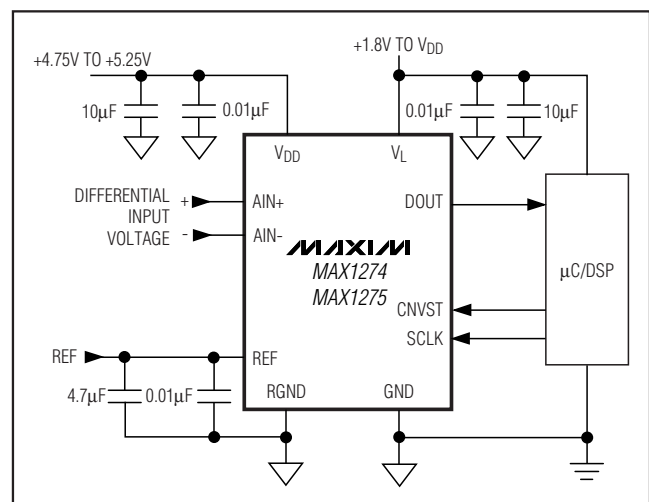 +4.75V TO +5.25V
+1.8V TO VDD
10µF
0.01µF
0.01µF
10µF
VDD
VL
DIFFERENTIAL
INPUT
VOLTAGE
+
-
AIN+
AIN-
DOUT
MAXIM
MAX1274
MAX1275
µC/DSP
CNVST
SCLK
REF
REF
4.7µF
0.01µF
RGND
GND